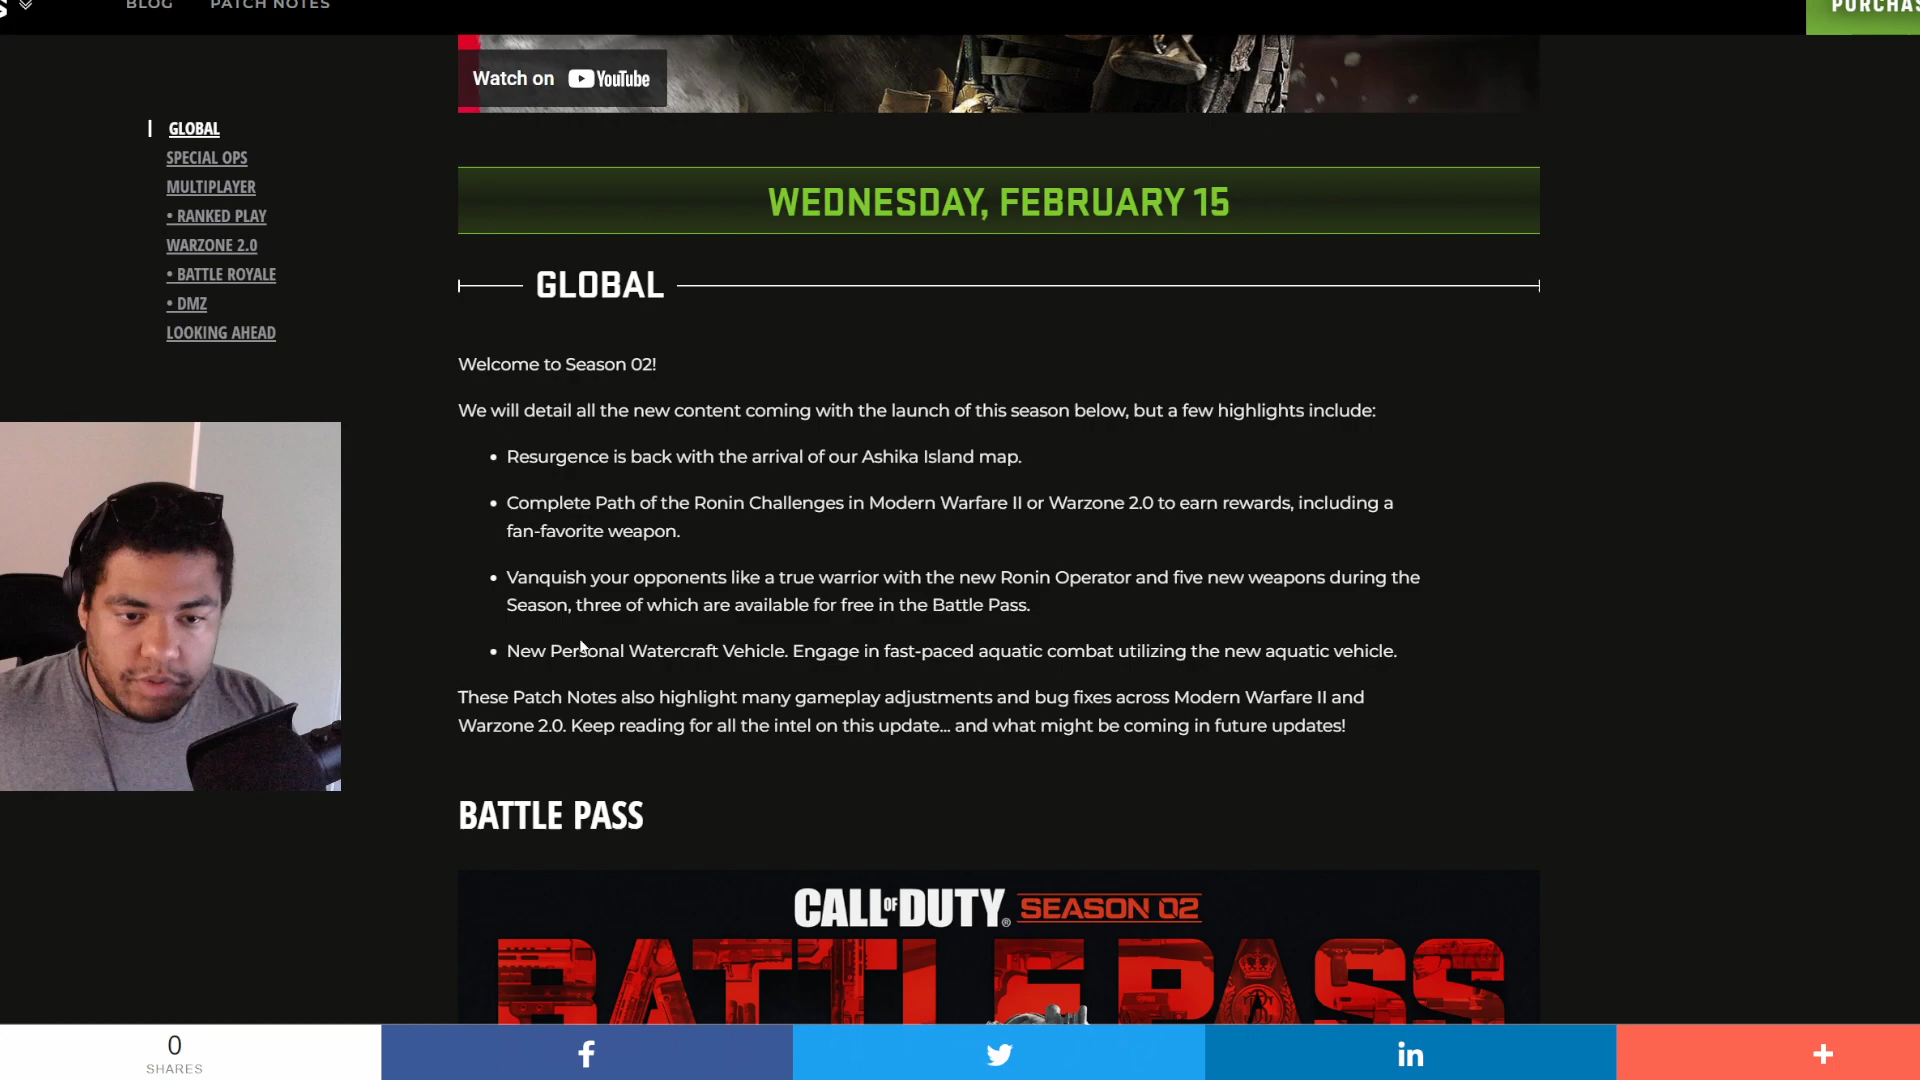 BLOG
PATCH NOTES
Watch on YouTube
GLOBAL
SPECIAL OPS
MULTIPLAYER
• RANKED PLAY
WARZONE 2.0
• BATTLE ROYALE
• DMZ
LOOKING AHEAD
WEDNESDAY, FEBRUARY 15
GLOBAL
Welcome to Season 02!
We will detail all the new content coming with the launch of this season below, but a few highlights include:
• Resurgence is back with the arrival of our Ashika Island map.
• Complete Path of the Ronin Challenges in Modern Warfare II or Warzone 2.0 to earn rewards, including a
fan-favorite weapon.
• Vanquish your opponents like a true warrior with the new Ronin Operator and five new weapons during the
Season, three of which are available for free in the Battle Pass.
• New Personal Watercraft Vehicle. Engage in fast-paced aquatic combat utilizing the new aquatic vehicle.
These Patch Notes also highlight many gameplay adjustments and bug fixes across Modern Warfare II and
Warzone 2.0. Keep reading for all the intel on this update... and what might be coming in future updates!
BATTLE PASS
CALL OF DUTY® SEASON 02
BATTLE PASS
0
SHARES